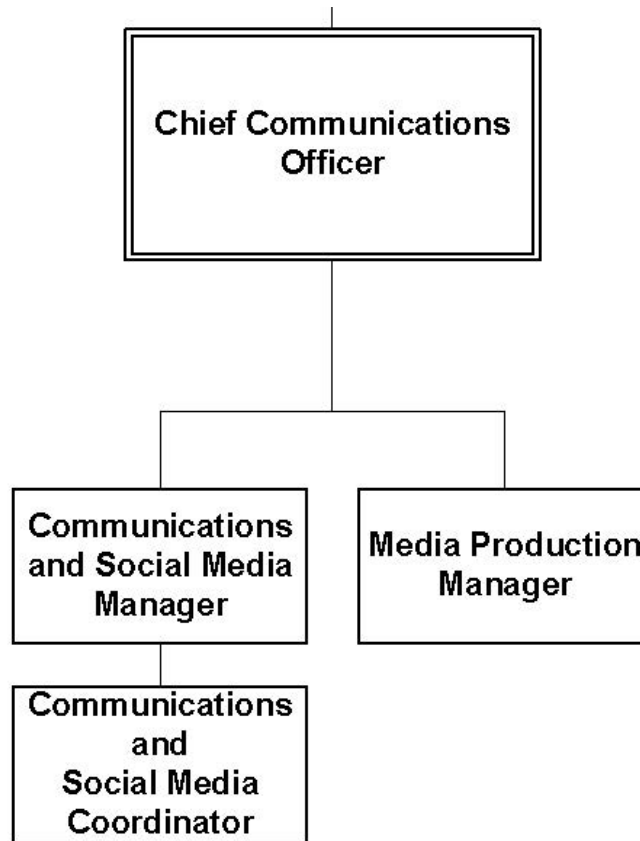 Chief Communications
Officer
Communications
and Social Media
Manager
Media Production
Manager
Communications
and
Social Media
Coordinator